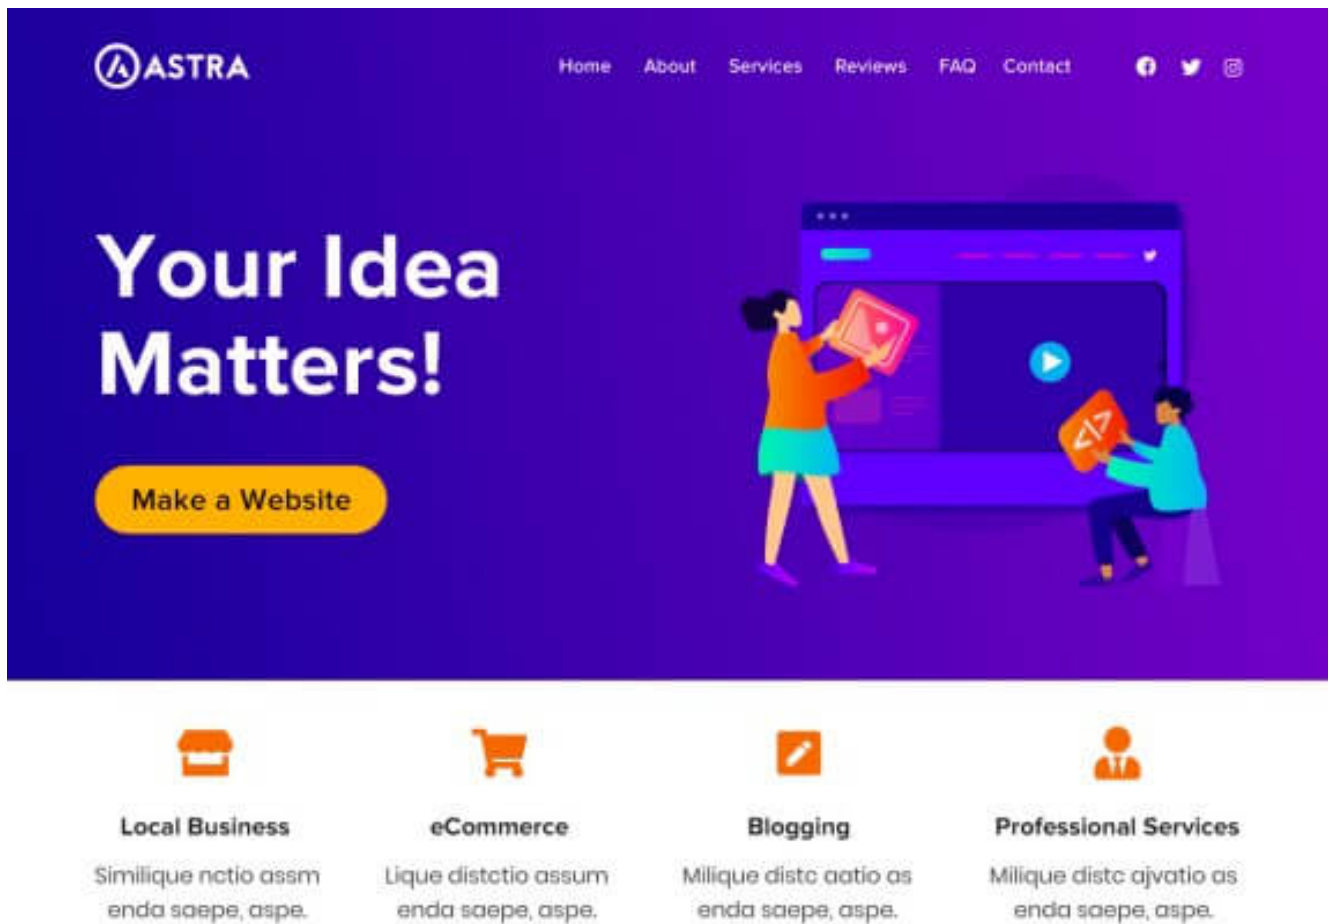 ASTRA
Home About Services Reviews FAQ Contact
Your Idea
Matters!
Make a Website
</>
Local Business
Similique nctio assm
enda saepe, aspe.
eCommerce
Lique distctio assum
enda saepe, aspe.
Blogging
Milique distc aatio as
enda saepe, aspe.
Professional Services
Milique distc ajvatio as
enda saepe, aspe.